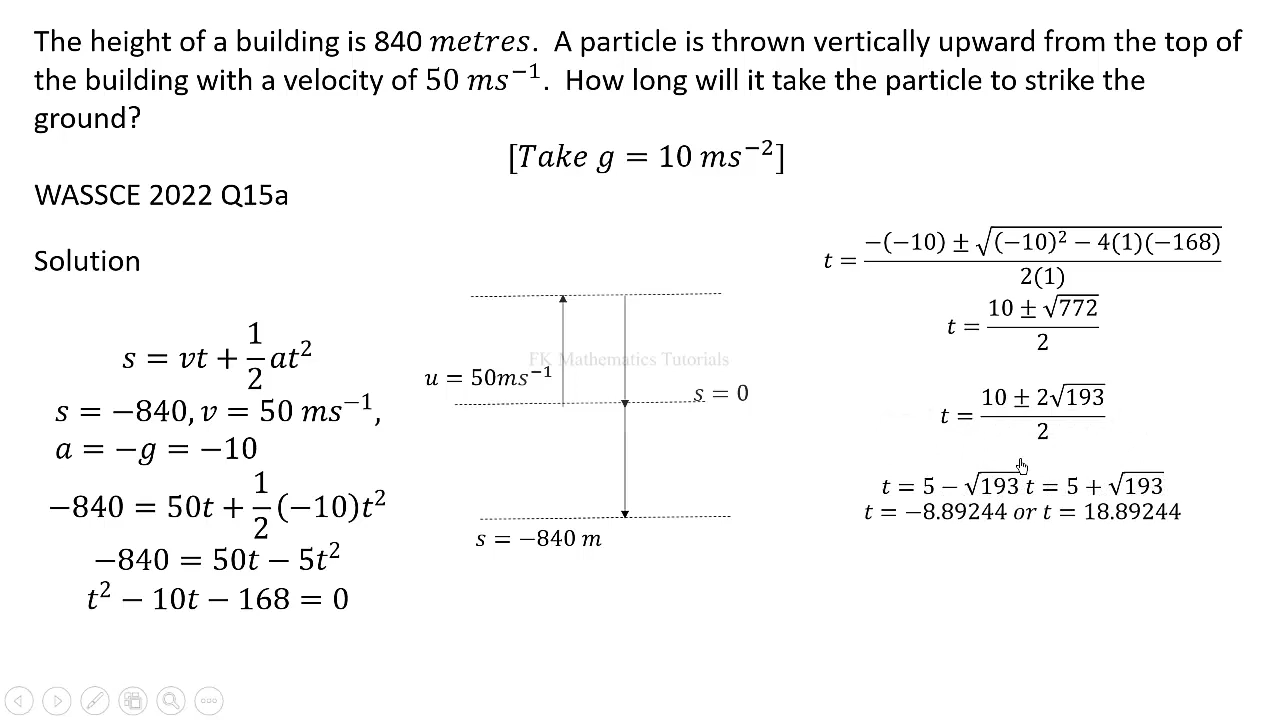 The height of a building is 840 metres. A particle is thrown vertically upward from the top of
the building with a velocity of 50 ms⁻¹. How long will it take the particle to strike the
ground?
[Take g = 10 ms⁻²]
WASSCE 2022 Q15a
Solution
s = vt + 1/2 at²
s = −840, v = 50 ms⁻¹,
a = −g = −10
−840 = 50t + 1/2 (−10)t²
−840 = 50t − 5t²
t² − 10t − 168 = 0
FK Mathematics Tutorials
u = 50ms⁻¹
s = 0
s = −840 m
t = (−(−10) ± √((−10)² − 4(1)(−168))) / 2(1)
t = (10 ± √772) / 2
t = (10 ± 2√193) / 2
t = 5 − √193 t = 5 + √193
t = −8.89244 or t = 18.89244